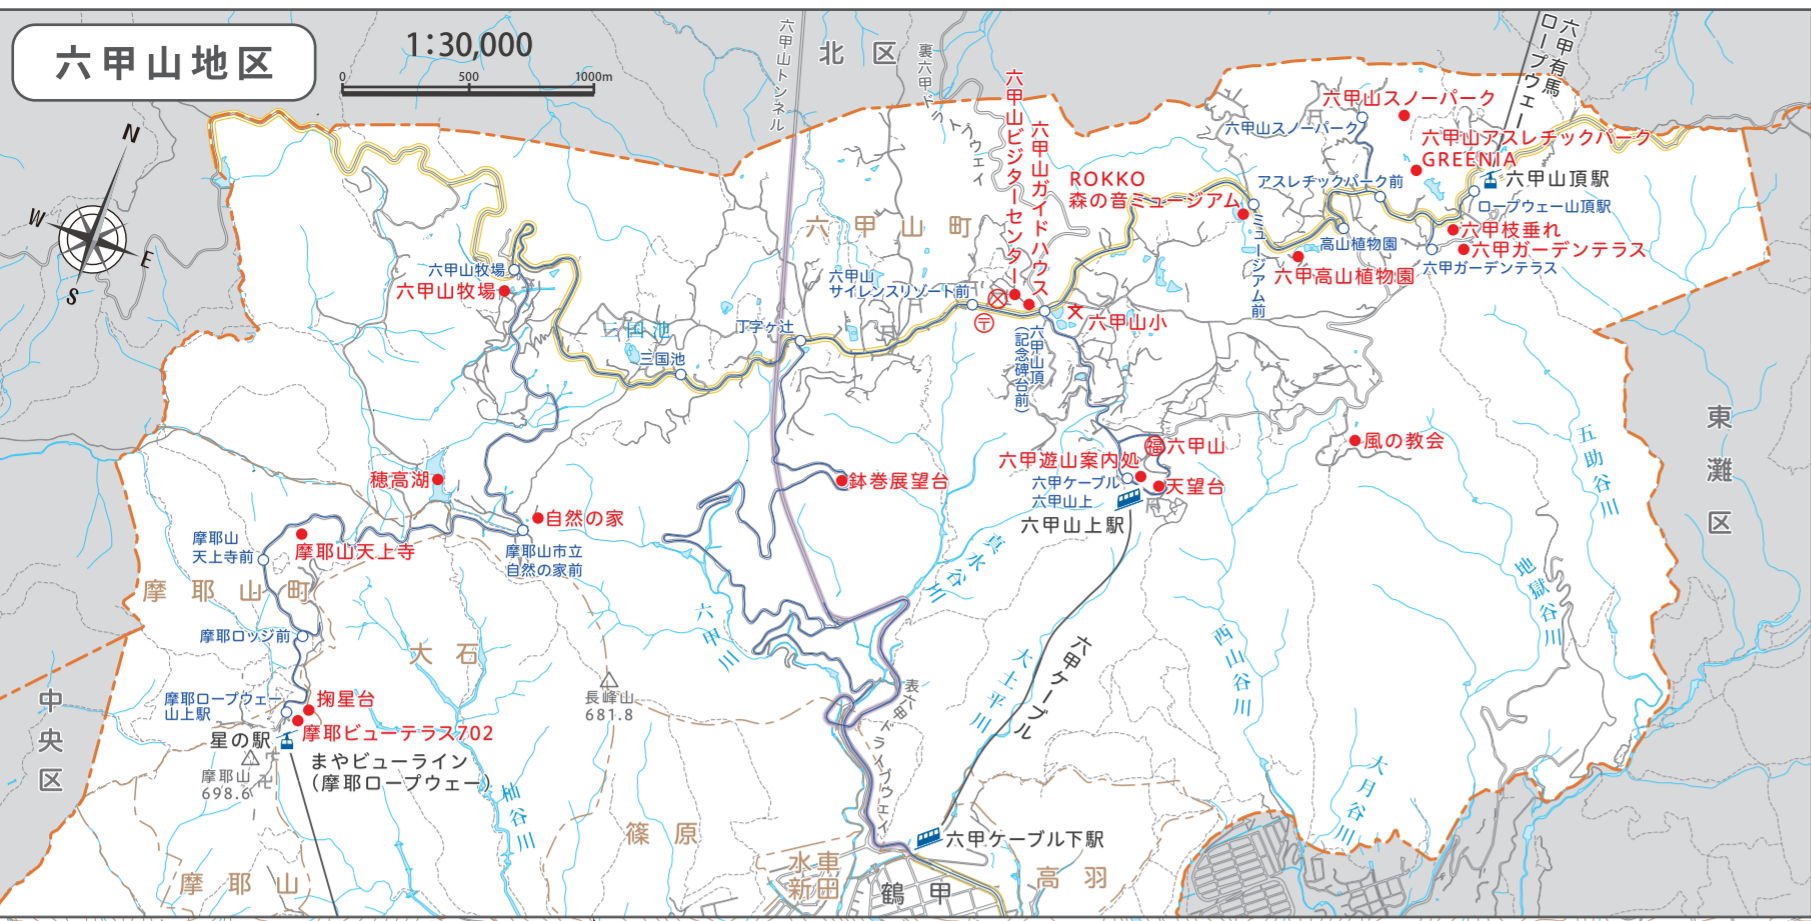 六甲山地区
1:30,000
0 500 1000m
N
W
E
S
六甲山トンネル
北区
裏六甲ドライブウェイ
六甲有馬
ロープウェー
六甲山ビジターセンター
六甲山ガイドハウス
六甲山スノーパーク
六甲山スノーパーク
六甲山アスレチックパーク
GREENIA
ROKKO
森の音ミュージアム
アスレチックパーク前
六甲山頂駅
ロープウェー山頂駅
六甲山町
ミュージアム前
高山植物園
六甲枝垂れ
六甲ガーデンテラス
六甲ガーデンテラス
六甲高山植物園
六甲山牧場
六甲山牧場
六甲山
サイレンスリゾート前
〒
文
六甲山小
三国池
三国池
丁字ヶ辻
六甲山頂
（記念碑台前）
東灘区
五助谷川
風の教会
福
六甲山
六甲遊山案内処
六甲ケーブル
六甲山上
天望台
六甲山上駅
穂高湖
鉢巻展望台
自然の家
摩耶山
天上寺前
摩耶山天上寺
摩耶山市立
自然の家前
真水谷川
地獄谷川
摩耶山町
六甲川
摩耶ロッジ前
大石
六甲ケーブル
大土平川
西山谷川
長峰山
681.8
表六甲ドライブウェイ
中央区
摩耶ロープウェー
山上駅
掬星台
摩耶ビューテラス702
星の駅
まやビューライン
（摩耶ロープウェー）
摩耶山
698.6
杣谷川
大月谷川
篠原
六甲ケーブル下駅
水車
新田
鶴甲
高羽
摩耶山